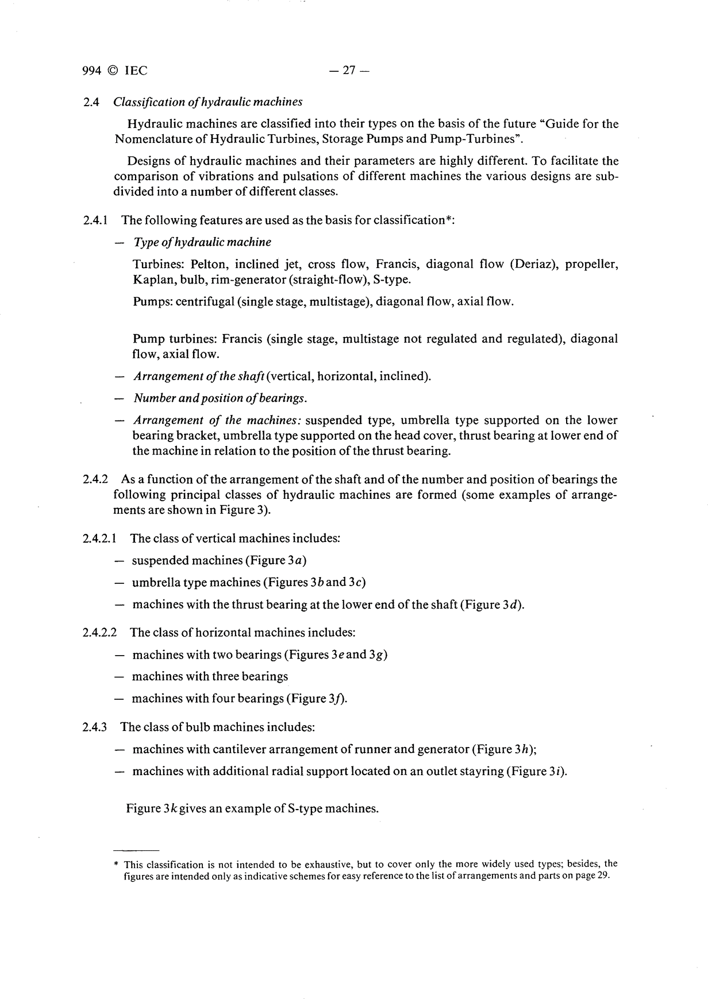 994 © IEC
— 27 —
2.4 Classification of hydraulic machines
Hydraulic machines are classified into their types on the basis of the future “Guide for the
Nomenclature of Hydraulic Turbines, Storage Pumps and Pump-Turbines”.
Designs of hydraulic machines and their parameters are highly different. To facilitate the
comparison of vibrations and pulsations of different machines the various designs are sub-
divided into a number of different classes.
2.4.1 The following features are used as the basis for classification*:
— Type of hydraulic machine
Turbines: Pelton, inclined jet, cross flow, Francis, diagonal flow (Deriaz), propeller,
Kaplan, bulb, rim-generator (straight-flow), S-type.
Pumps: centrifugal (single stage, multistage), diagonal flow, axial flow.
Pump turbines: Francis (single stage, multistage not regulated and regulated), diagonal
flow, axial flow.
— Arrangement of the shaft (vertical, horizontal, inclined).
— Number and position of bearings.
— Arrangement of the machines: suspended type, umbrella type supported on the lower
bearing bracket, umbrella type supported on the head cover, thrust bearing at lower end of
the machine in relation to the position of the thrust bearing.
2.4.2 As a function of the arrangement of the shaft and of the number and position of bearings the
following principal classes of hydraulic machines are formed (some examples of arrange-
ments are shown in Figure 3).
2.4.2.1 The class of vertical machines includes:
— suspended machines (Figure 3a)
— umbrella type machines (Figures 3b and 3c)
— machines with the thrust bearing at the lower end of the shaft (Figure 3d).
2.4.2.2 The class of horizontal machines includes:
— machines with two bearings (Figures 3e and 3g)
— machines with three bearings
— machines with four bearings (Figure 3f).
2.4.3 The class of bulb machines includes:
— machines with cantilever arrangement of runner and generator (Figure 3h);
— machines with additional radial support located on an outlet stayring (Figure 3i).
Figure 3k gives an example of S-type machines.
* This classification is not intended to be exhaustive, but to cover only the more widely used types; besides, the
figures are intended only as indicative schemes for easy reference to the list of arrangements and parts on page 29.